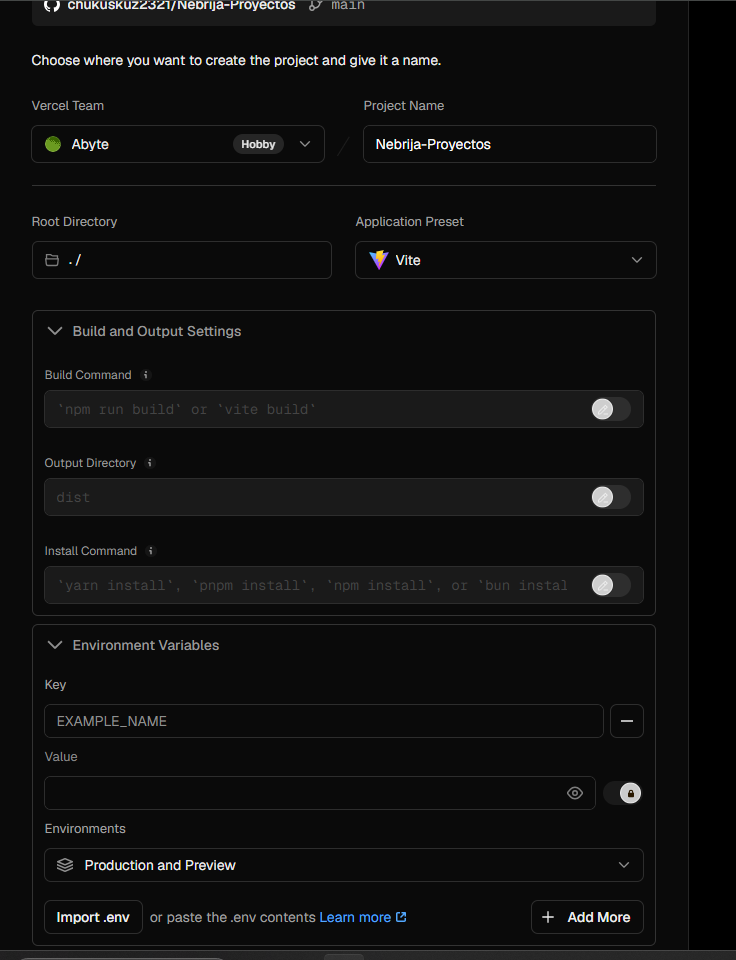 chukuskuz2321/Nebrija-Proyectos main
Choose where you want to create the project and give it a name.
Vercel Team
Project Name
Abyte Hobby
/
Nebrija-Proyectos
Root Directory
Application Preset
./
Vite
Build and Output Settings
Build Command
`npm run build` or `vite build`
Output Directory
dist
Install Command
`yarn install`, `pnpm install`, `npm install`, or `bun instal
Environment Variables
Key
EXAMPLE_NAME
Value
Environments
Production and Preview
Import .env or paste the .env contents Learn more
Add More